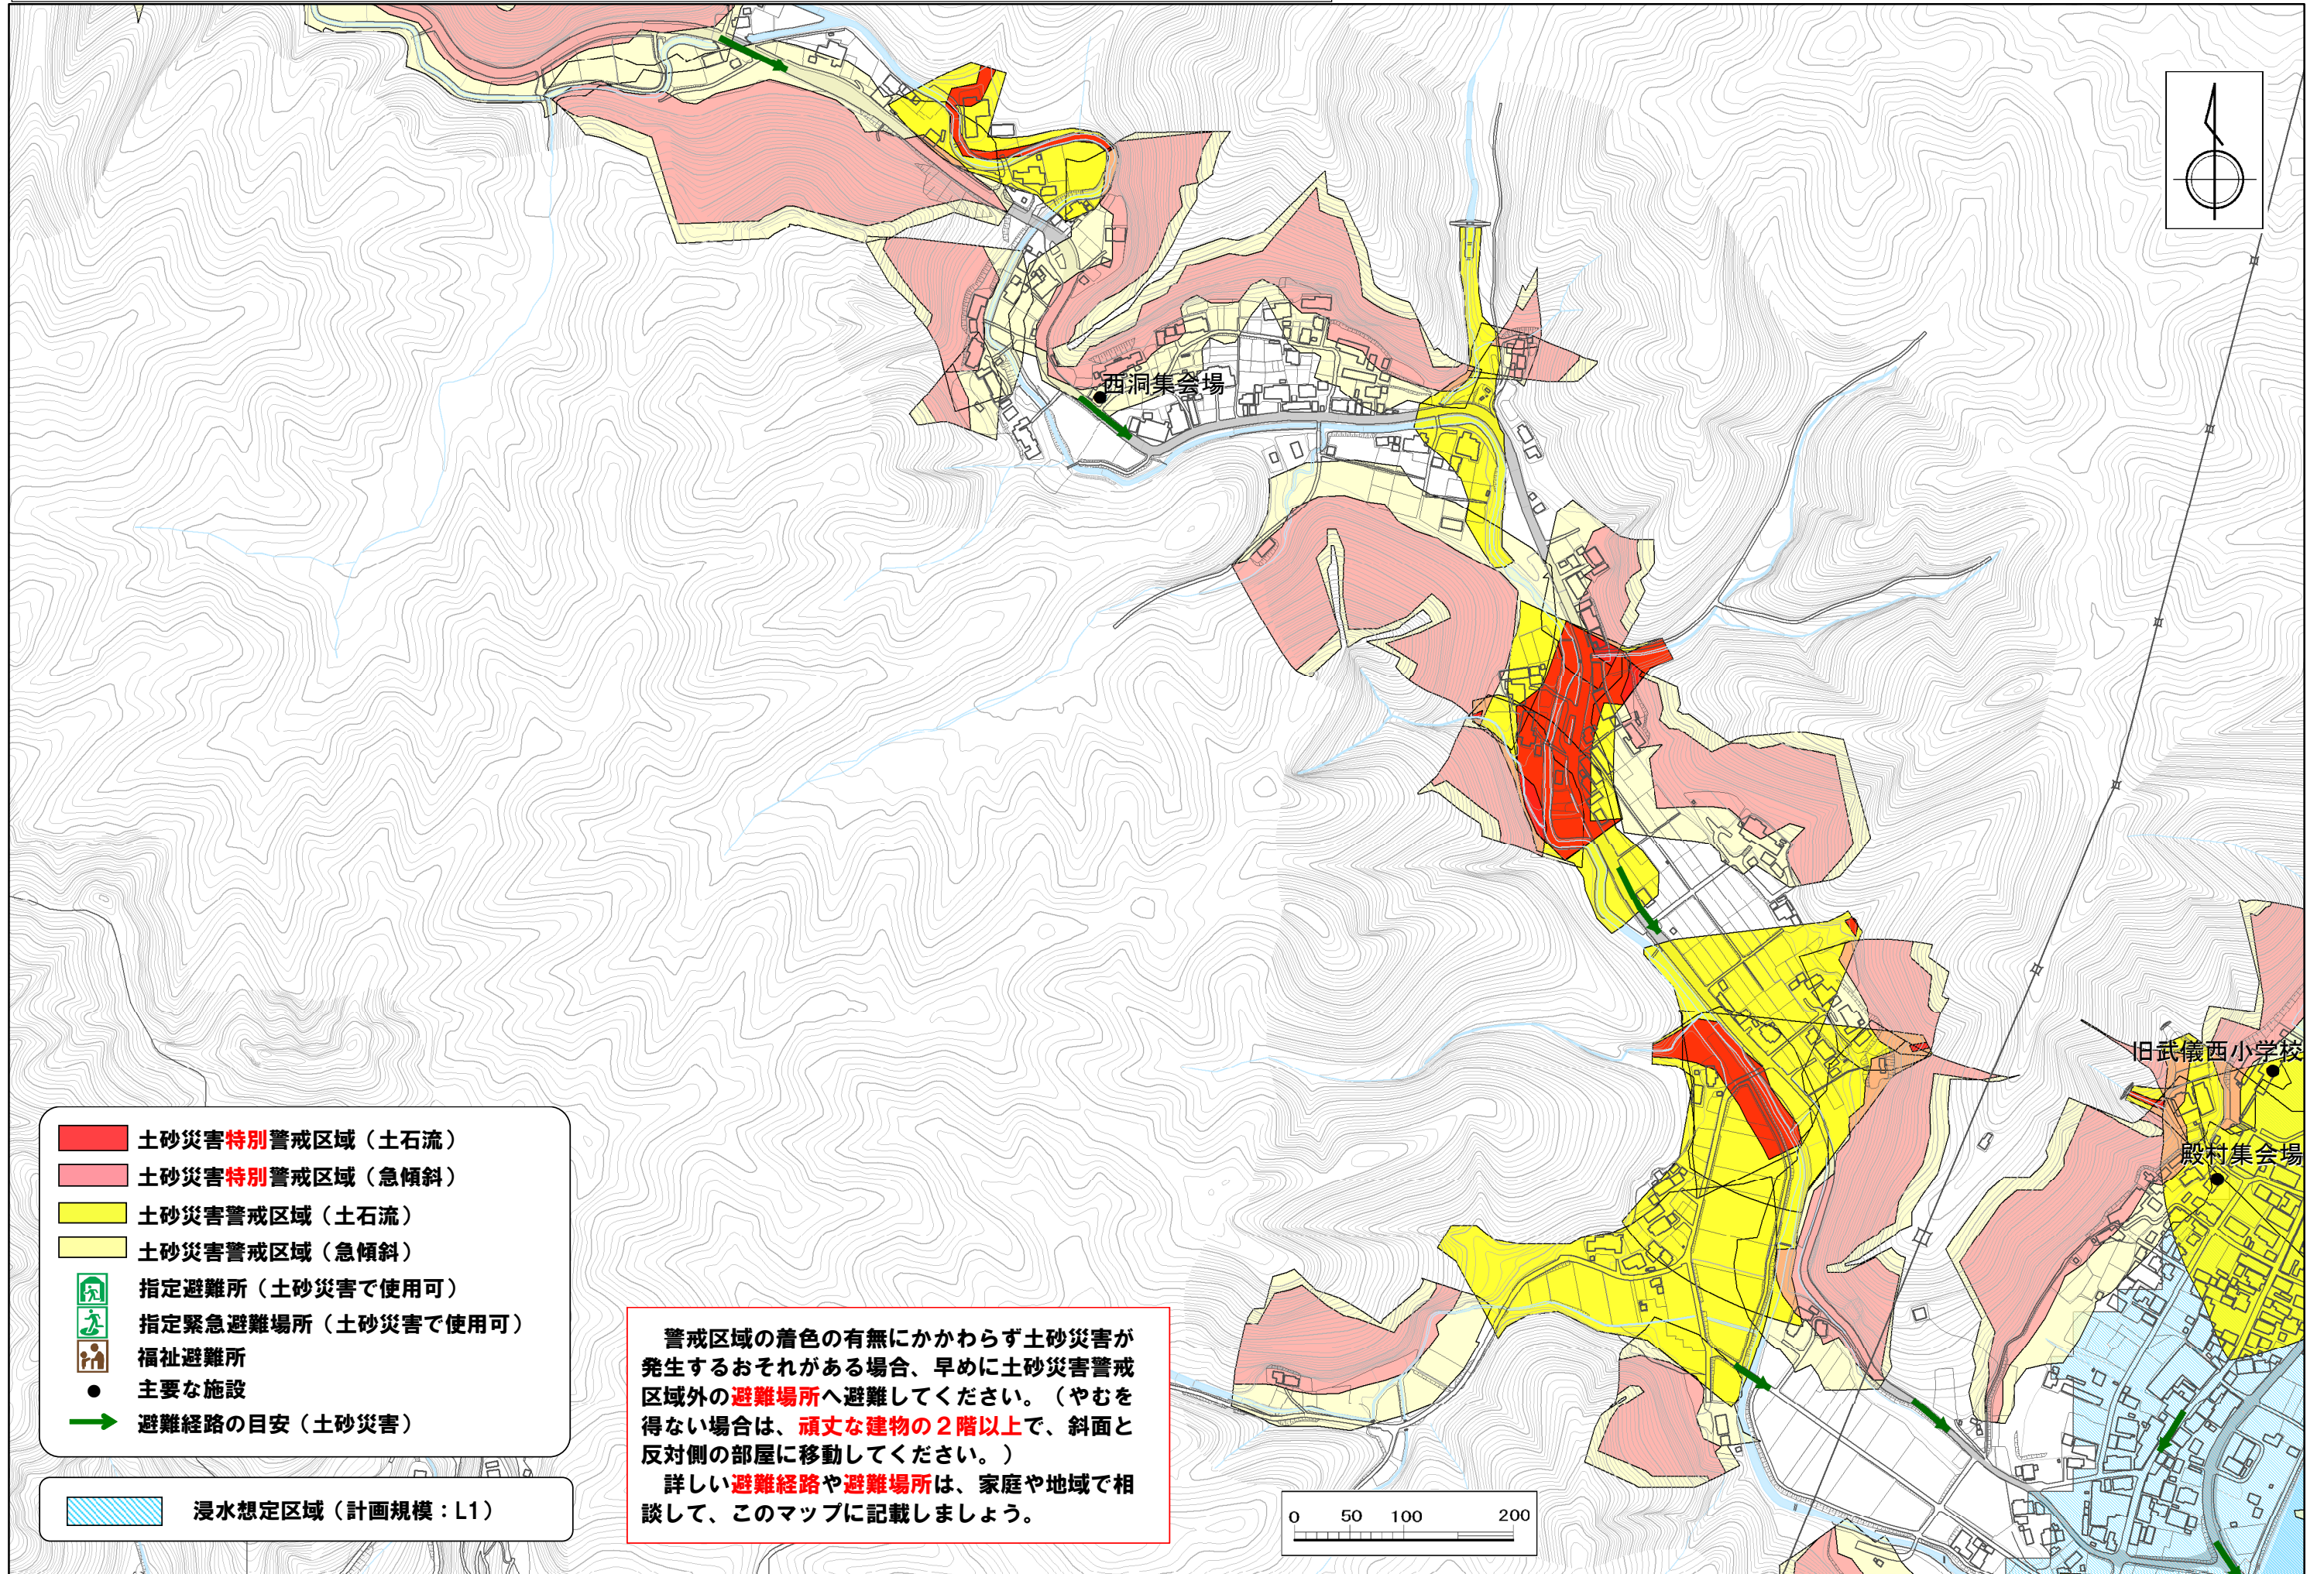 西洞集会場
旧武儀西小学校
殿村集会場
土砂災害特別警戒区域（土石流）
土砂災害特別警戒区域（急傾斜）
土砂災害警戒区域（土石流）
土砂災害警戒区域（急傾斜）
指定避難所（土砂災害で使用可）
指定緊急避難場所（土砂災害で使用可）
福祉避難所
主要な施設
避難経路の目安（土砂災害）
浸水想定区域（計画規模：L1）
警戒区域の着色の有無にかかわらず土砂災害が
発生するおそれがある場合、早めに土砂災害警戒
区域外の避難場所へ避難してください。（やむを
得ない場合は、頑丈な建物の２階以上で、斜面と
反対側の部屋に移動してください。）
詳しい避難経路や避難場所は、家庭や地域で相
談して、このマップに記載しましょう。
0 50 100 200